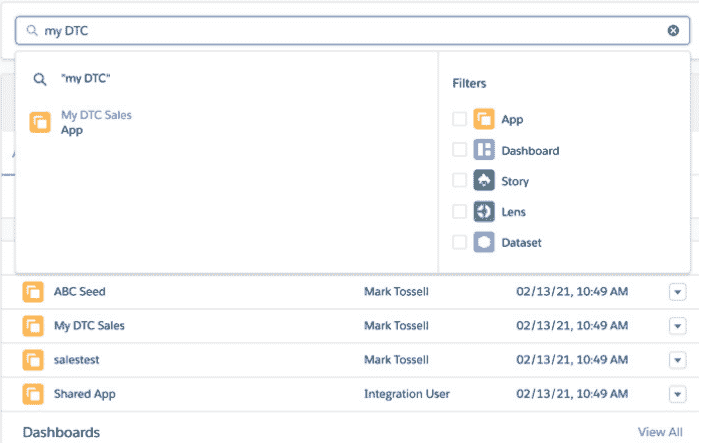 my DTC
"my DTC"
My DTC Sales
App
Filters
App
Dashboard
Story
Lens
Dataset
ABC Seed Mark Tossell 02/13/21, 10:49 AM
My DTC Sales Mark Tossell 02/13/21, 10:49 AM
salestest Mark Tossell 02/13/21, 10:49 AM
Shared App Integration User 02/13/21, 10:49 AM
Dashboards View All